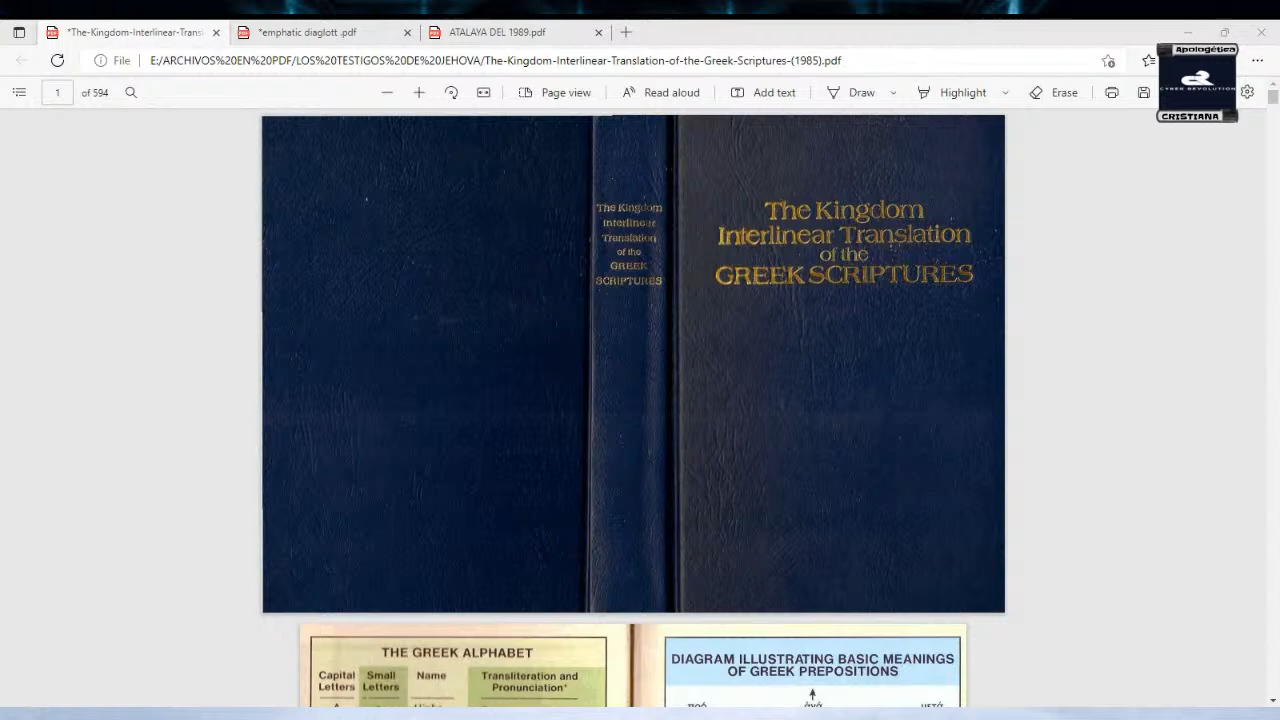 *The-Kingdom-Interlinear-Trans
*emphatic diaglott .pdf
ATALAYA DEL 1989.pdf
File
E:/ARCHIVOS%20EN%20PDF/LOS%20TESTIGOS%20DE%20JEHOVA/The-Kingdom-Interlinear-Translation-of-the-Greek-Scriptures-(1985).pdf
1 of 594
Page view
Read aloud
Add text
Draw
Highlight
Erase
Apologética
CYBER REVOLUTION
CRISTIANA
The Kingdom
Interlinear
Translation
of the
GREEK
SCRIPTURES
The Kingdom
Interlinear Translation
of the
GREEK SCRIPTURES
THE GREEK ALPHABET
Capital Letters
Small Letters
Name
Transliteration and
Pronunciation*
DIAGRAM ILLUSTRATING BASIC MEANINGS
OF GREEK PREPOSITIONS